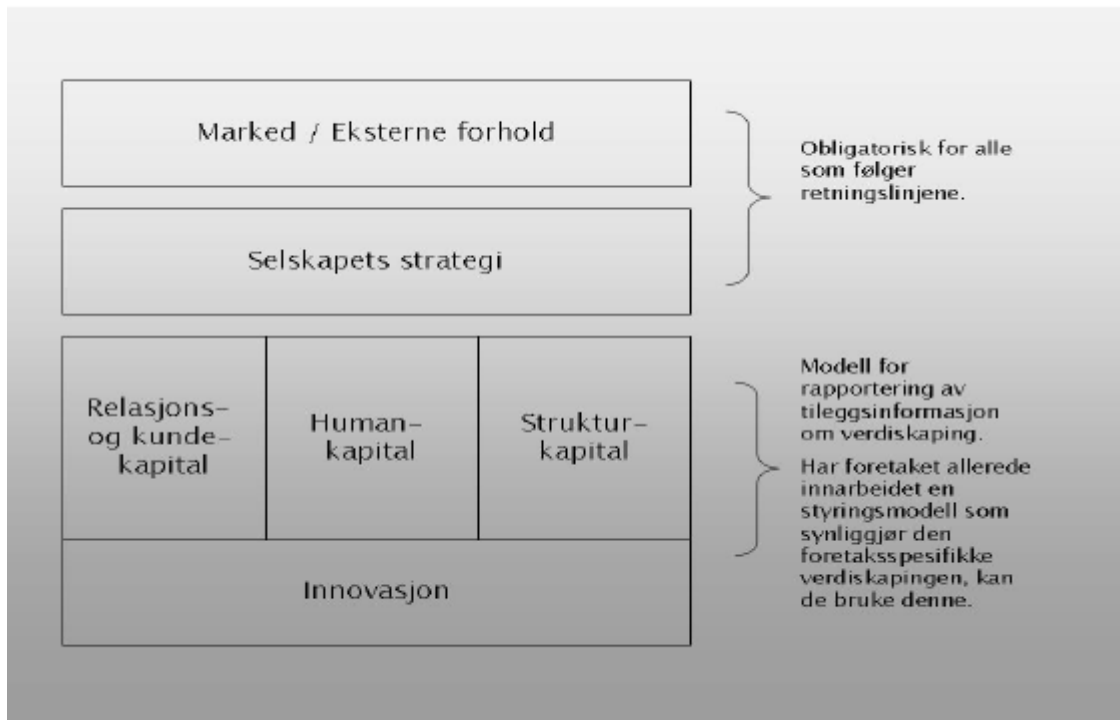 Marked / Eksterne forhold
Obligatorisk for alle
som følger
retningslinjene.
Selskapets strategi
Relasjons-
og kunde-
kapital
Human-
kapital
Struktur-
kapital
Innovasjon
Modell for
rapportering av
tileggsinformasjon
om verdiskaping.
Har foretaket allerede
innarbeidet en
styringsmodell som
synliggjør den
foretaksspesifikke
verdiskapingen, kan
de bruke denne.